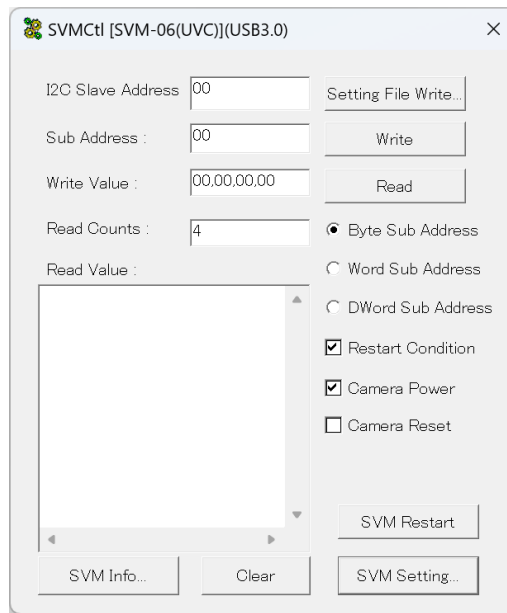 SVMCtl [SVM-06(UVC)](USB3.0)
I2C Slave Address 00 Setting File Write...
Sub Address : 00 Write
Write Value : 00,00,00,00 Read
Read Counts : 4 Byte Sub Address
Read Value : Word Sub Address
DWord Sub Address
Restart Condition
Camera Power
Camera Reset
SVM Restart
SVM Info... Clear SVM Setting...